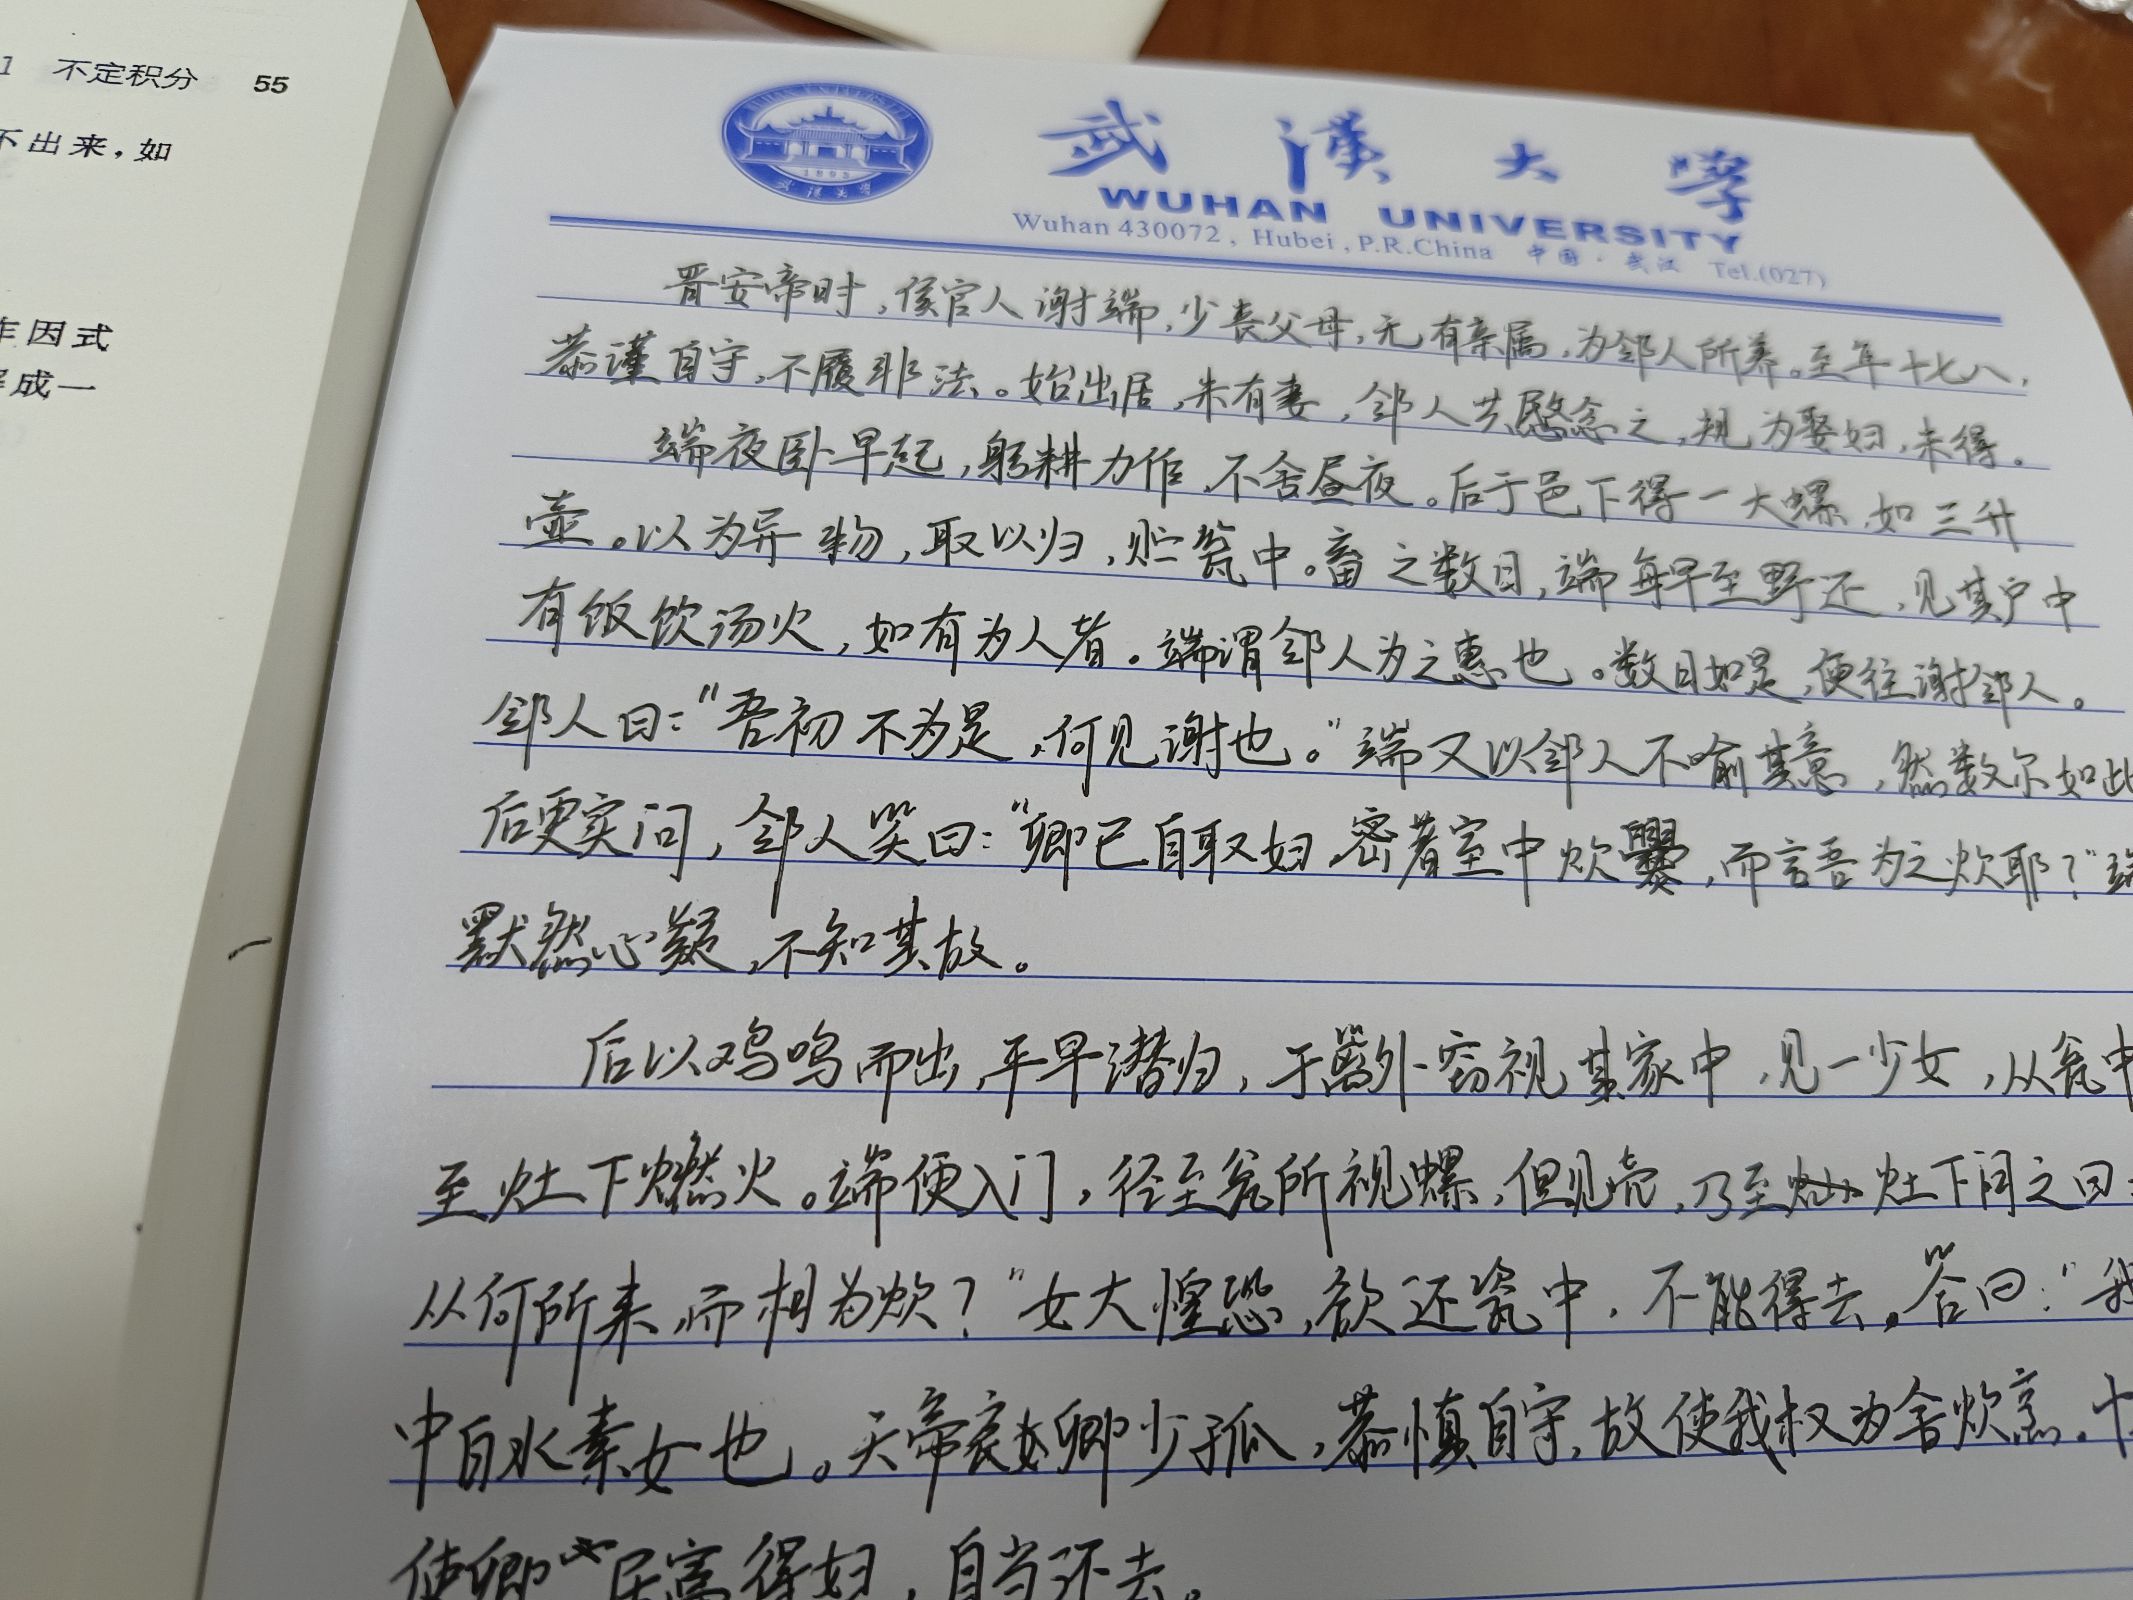 1 不定积分 55
不出来，如
作因式
成一
1893
武汉大学
武漢大學
WUHAN UNIVERSITY
Wuhan 430072, Hubei, P.R.China 中国·武汉 Tel.(027)
晋安帝时，侯官人谢端，少丧父母，无有亲属，为邻人所养。至年十七八，
恭谨自守，不履非法。始出居，未有妻，邻人共愍念之，规为娶妇，未得。
端夜卧早起，躬耕力作，不舍昼夜。后于邑下得一大螺，如三升
壶。以为异物，取以归，贮瓮中。畜之数日，端每早至野还，见其户中
有饭饮汤火，如有为人者。端谓邻人为之惠也。数日如是，便往谢邻人。
邻人曰："吾初不为是，何见谢也。"端又以邻人不喻其意，然数尔如此
后更实问，邻人笑曰："卿已自取妇，密着室中炊爨，而言吾为之炊耶？"端
默然心疑，不知其故。
后以鸡鸣而出，平早潜归，于篱外窃视其家中，见一少女，从瓮中
至灶下燃火。端便入门，径至瓮所视螺，但见壳，乃至灶下问之曰：
从何所来，而相为炊？"女大惶恐，欲还瓮中，不能得去。答曰："我
中白水素女也。天帝哀卿少孤，恭慎自守，故使我权为舍炊烹。十
使卿居富得妇，自当还去。